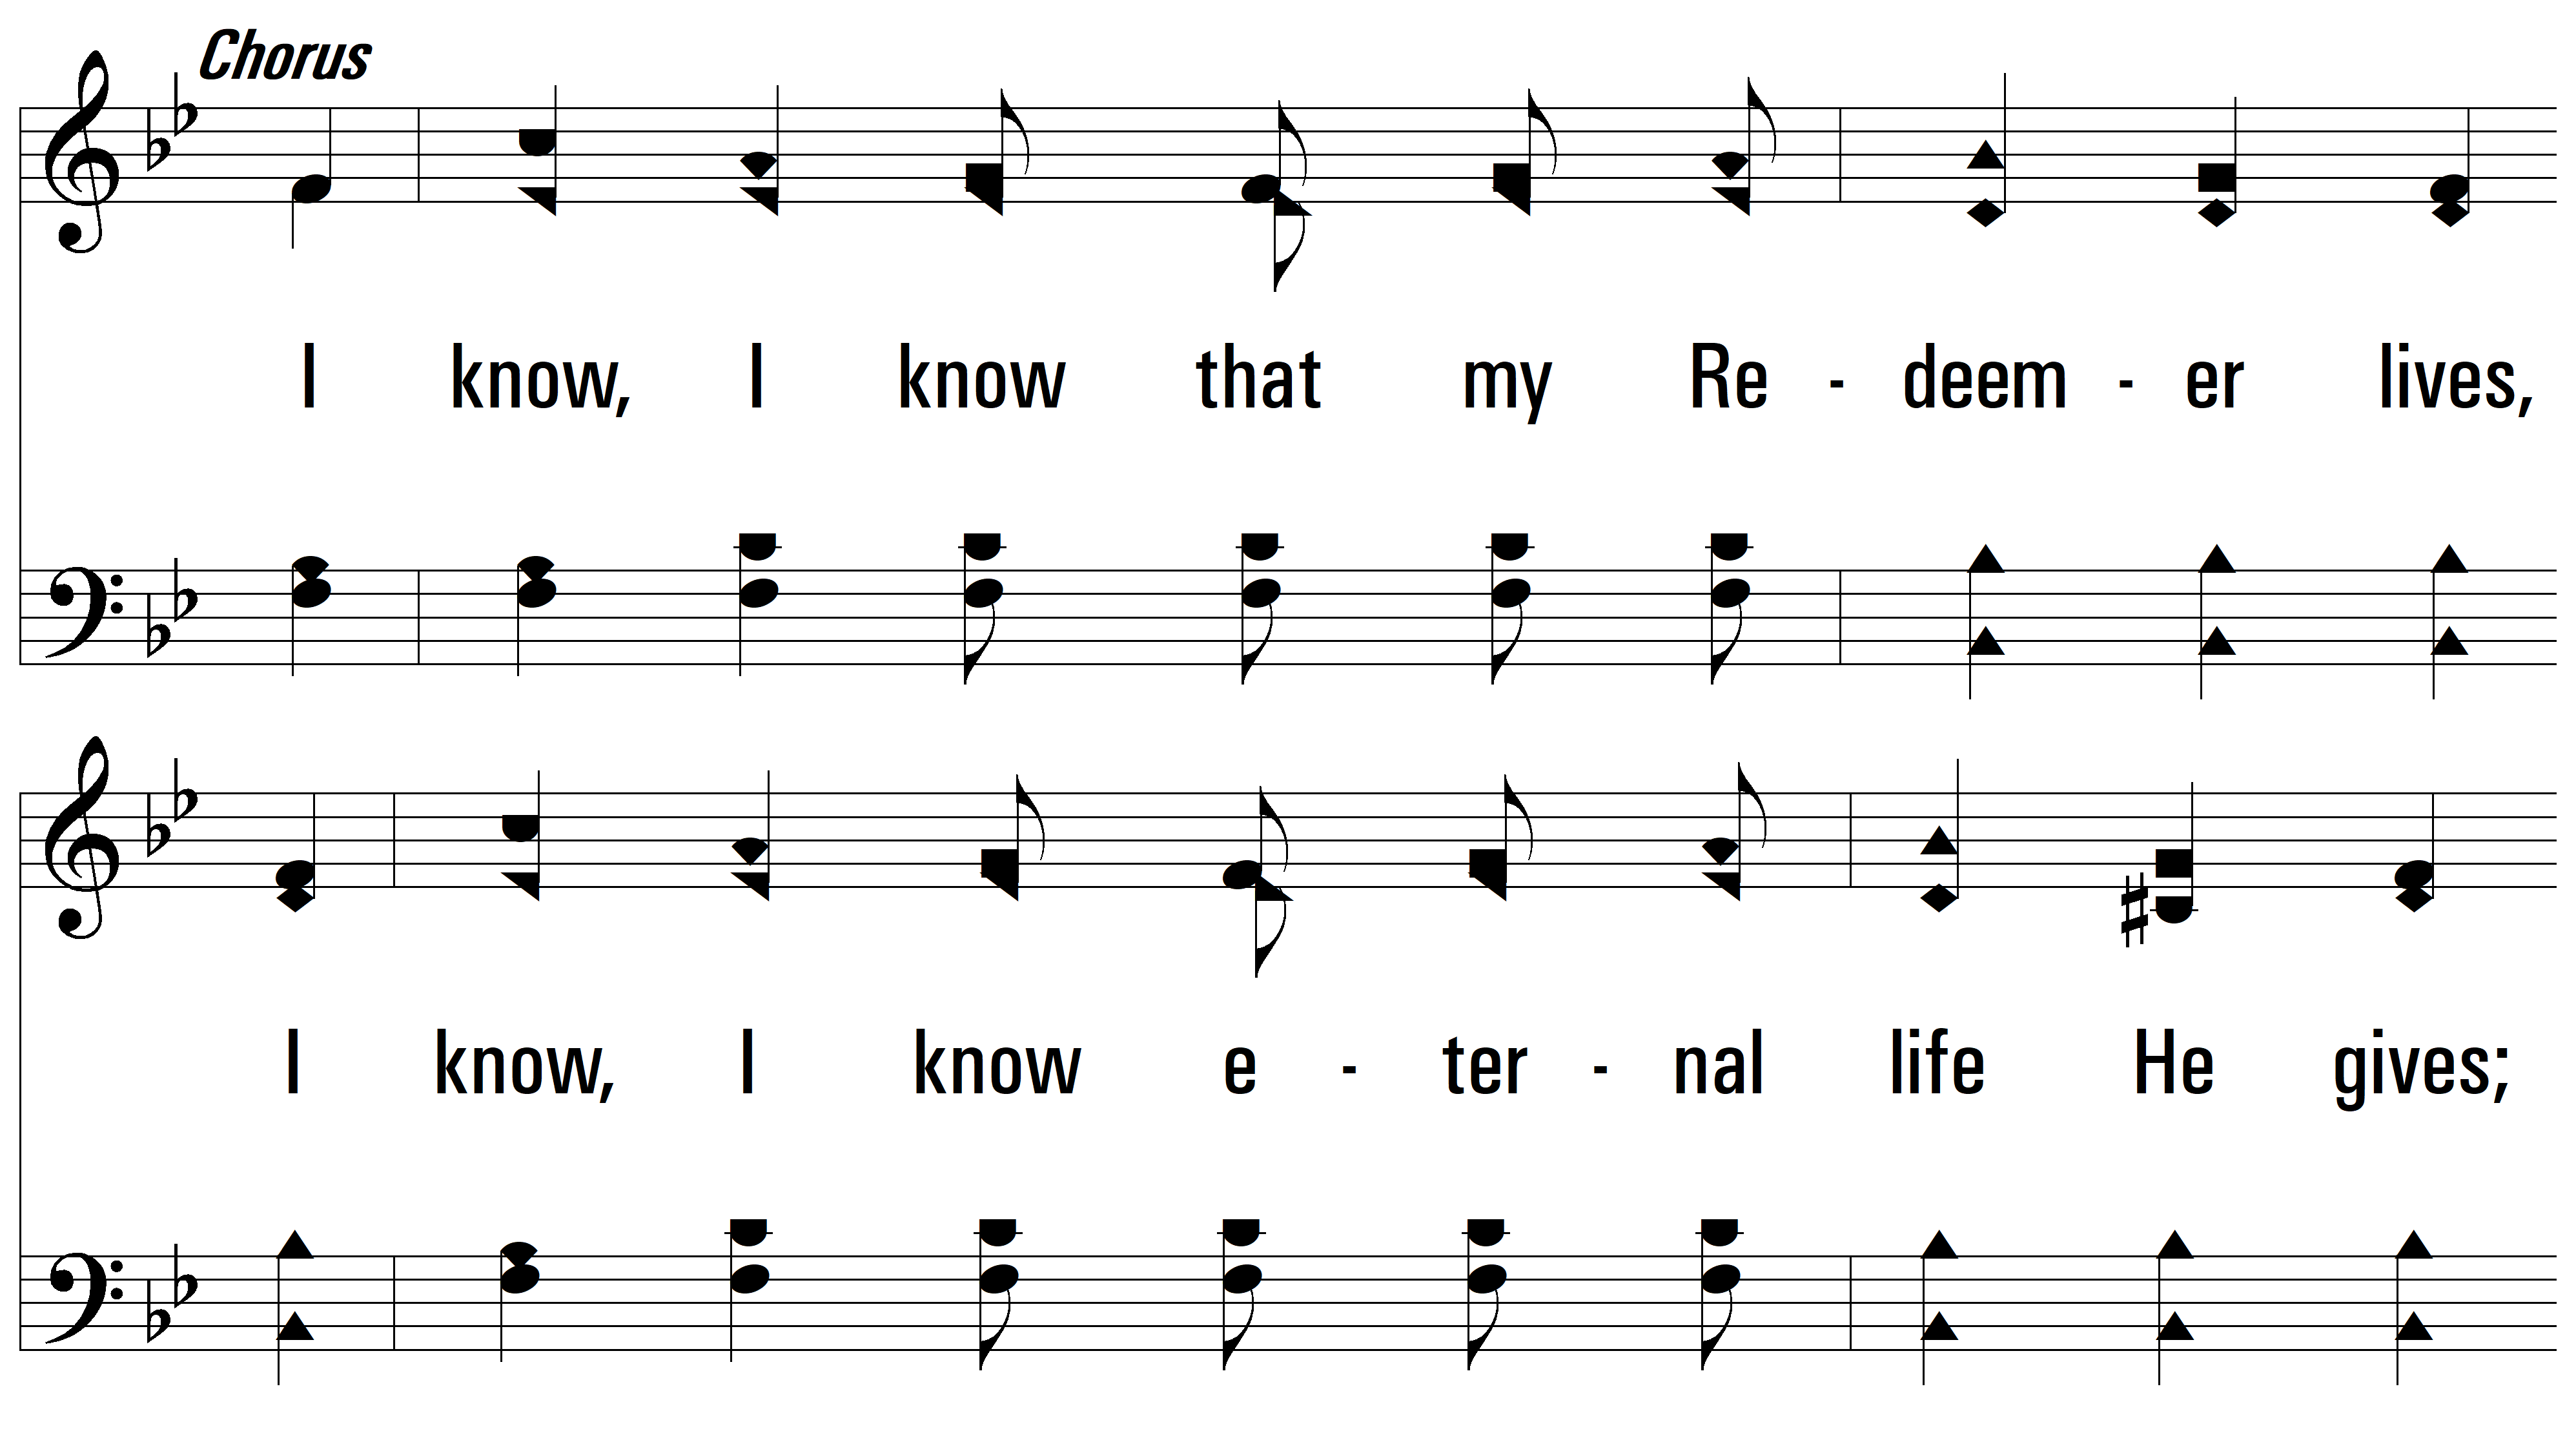 Chorus
I know, I know that my Re - deem - er lives,
I know, I know e - ter - nal life He gives;